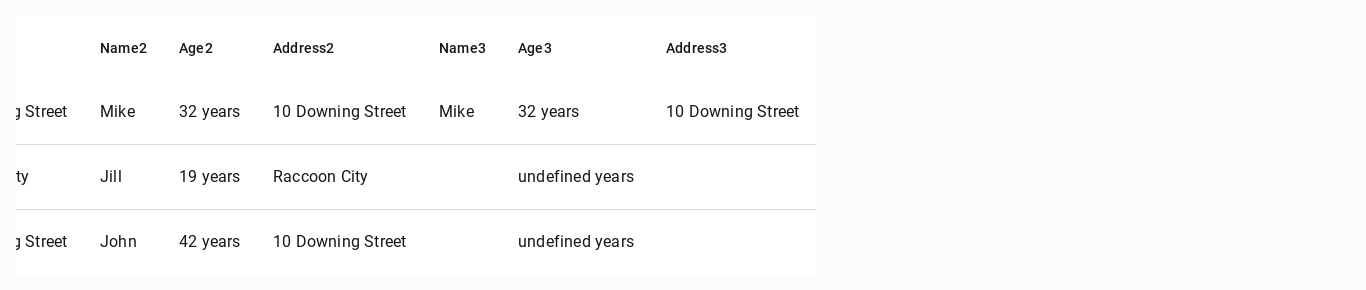 Name2 Age2 Address2 Name3 Age3 Address3
Street Mike 32 years 10 Downing Street Mike 32 years 10 Downing Street
Jill 19 years Raccoon City undefined years
Street John 42 years 10 Downing Street undefined years